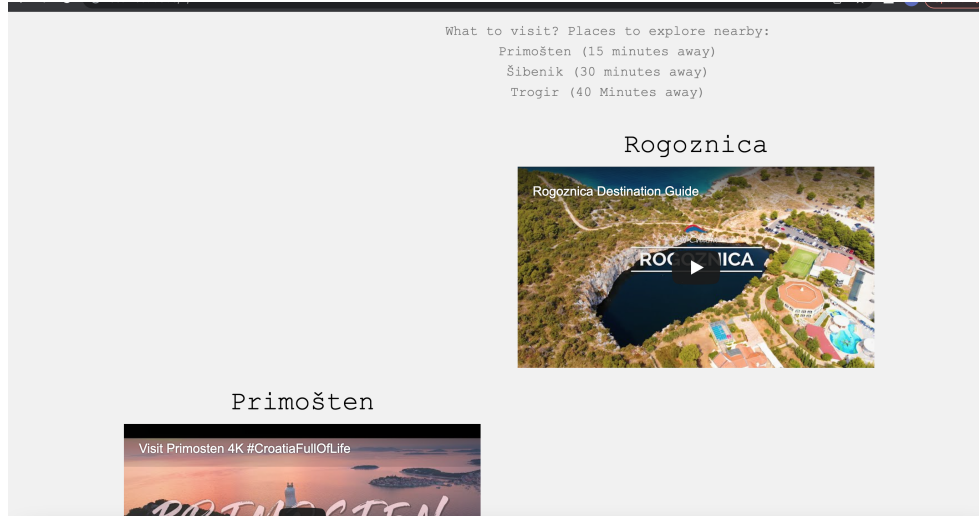 What to visit? Places to explore nearby:
Primošten (15 minutes away)
Šibenik (30 minutes away)
Trogir (40 Minutes away)
Rogoznica
Rogoznica Destination Guide
ROGOZNICA
Primošten
Visit Primosten 4K #CroatiaFullOfLife
PRIMOSTEN